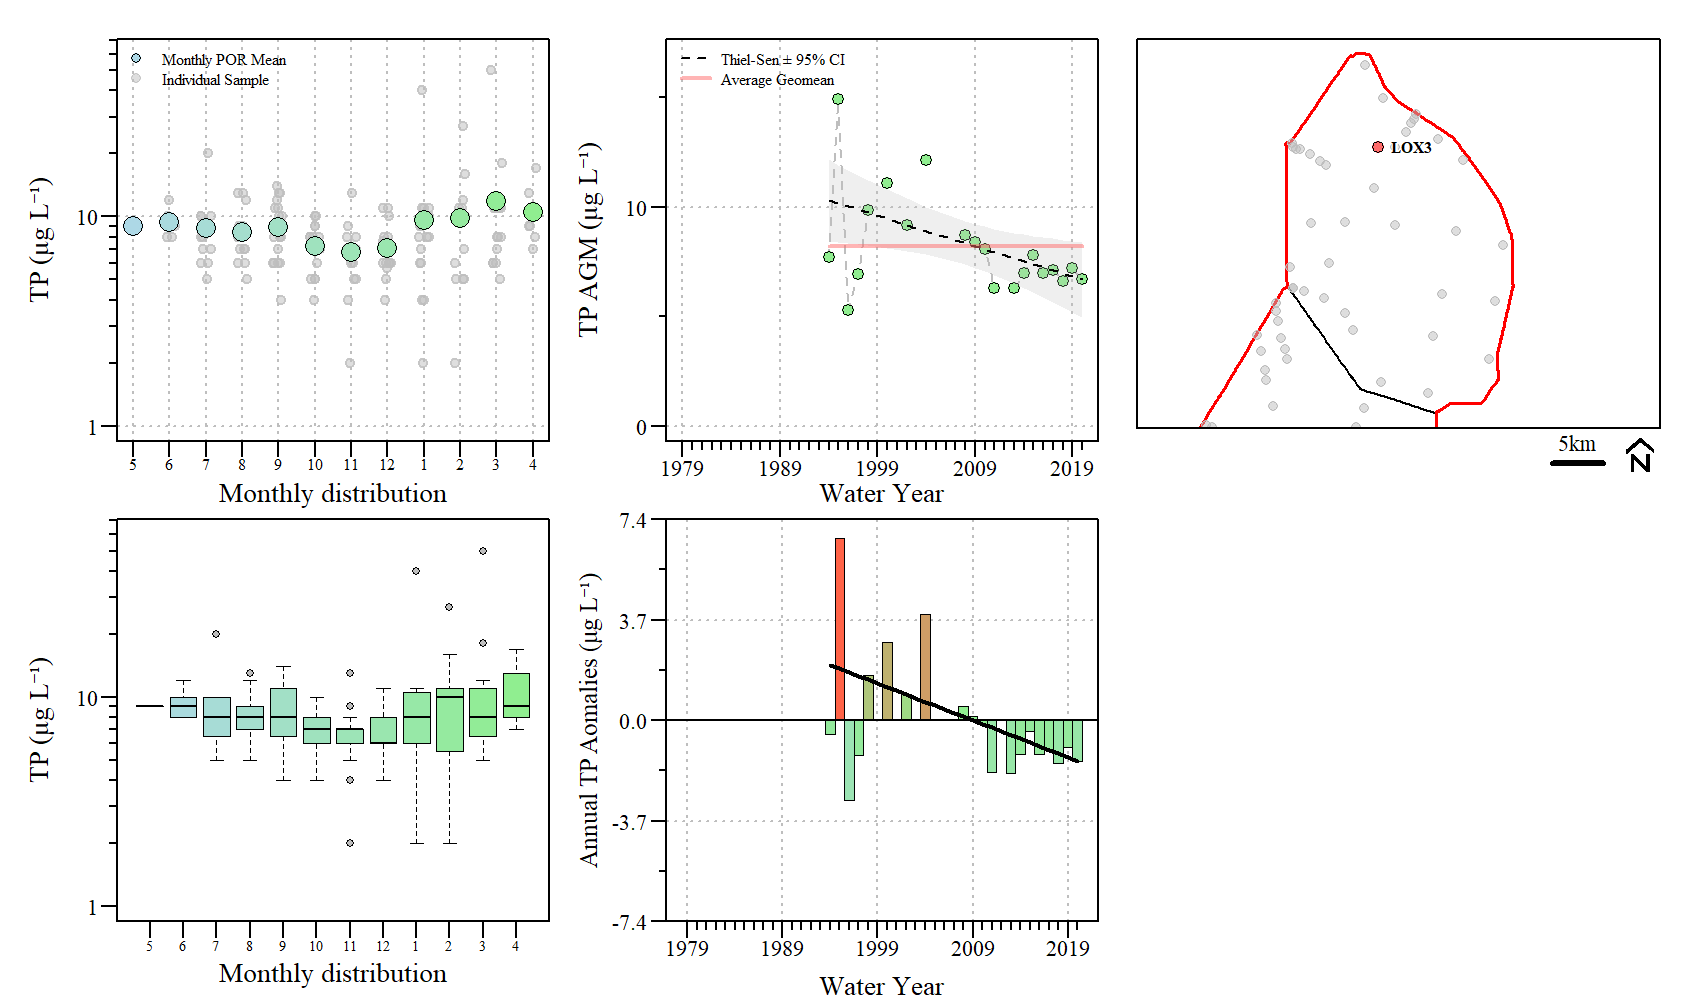 Monthly POR Mean
Individual Sample
TP (µg L⁻¹)
10
1
5 6 7 8 9 10 11 12 1 2 3 4
Monthly distribution
Thiel-Sen ± 95% CI
Average Geomean
TP AGM (µg L⁻¹)
10
0
1979 1989 1999 2009 2019
Water Year
LOX3
5km
N
TP (µg L⁻¹)
10
1
5 6 7 8 9 10 11 12 1 2 3 4
Monthly distribution
Annual TP Aomalies (µg L⁻¹)
7.4
3.7
0.0
-3.7
-7.4
1979 1989 1999 2009 2019
Water Year